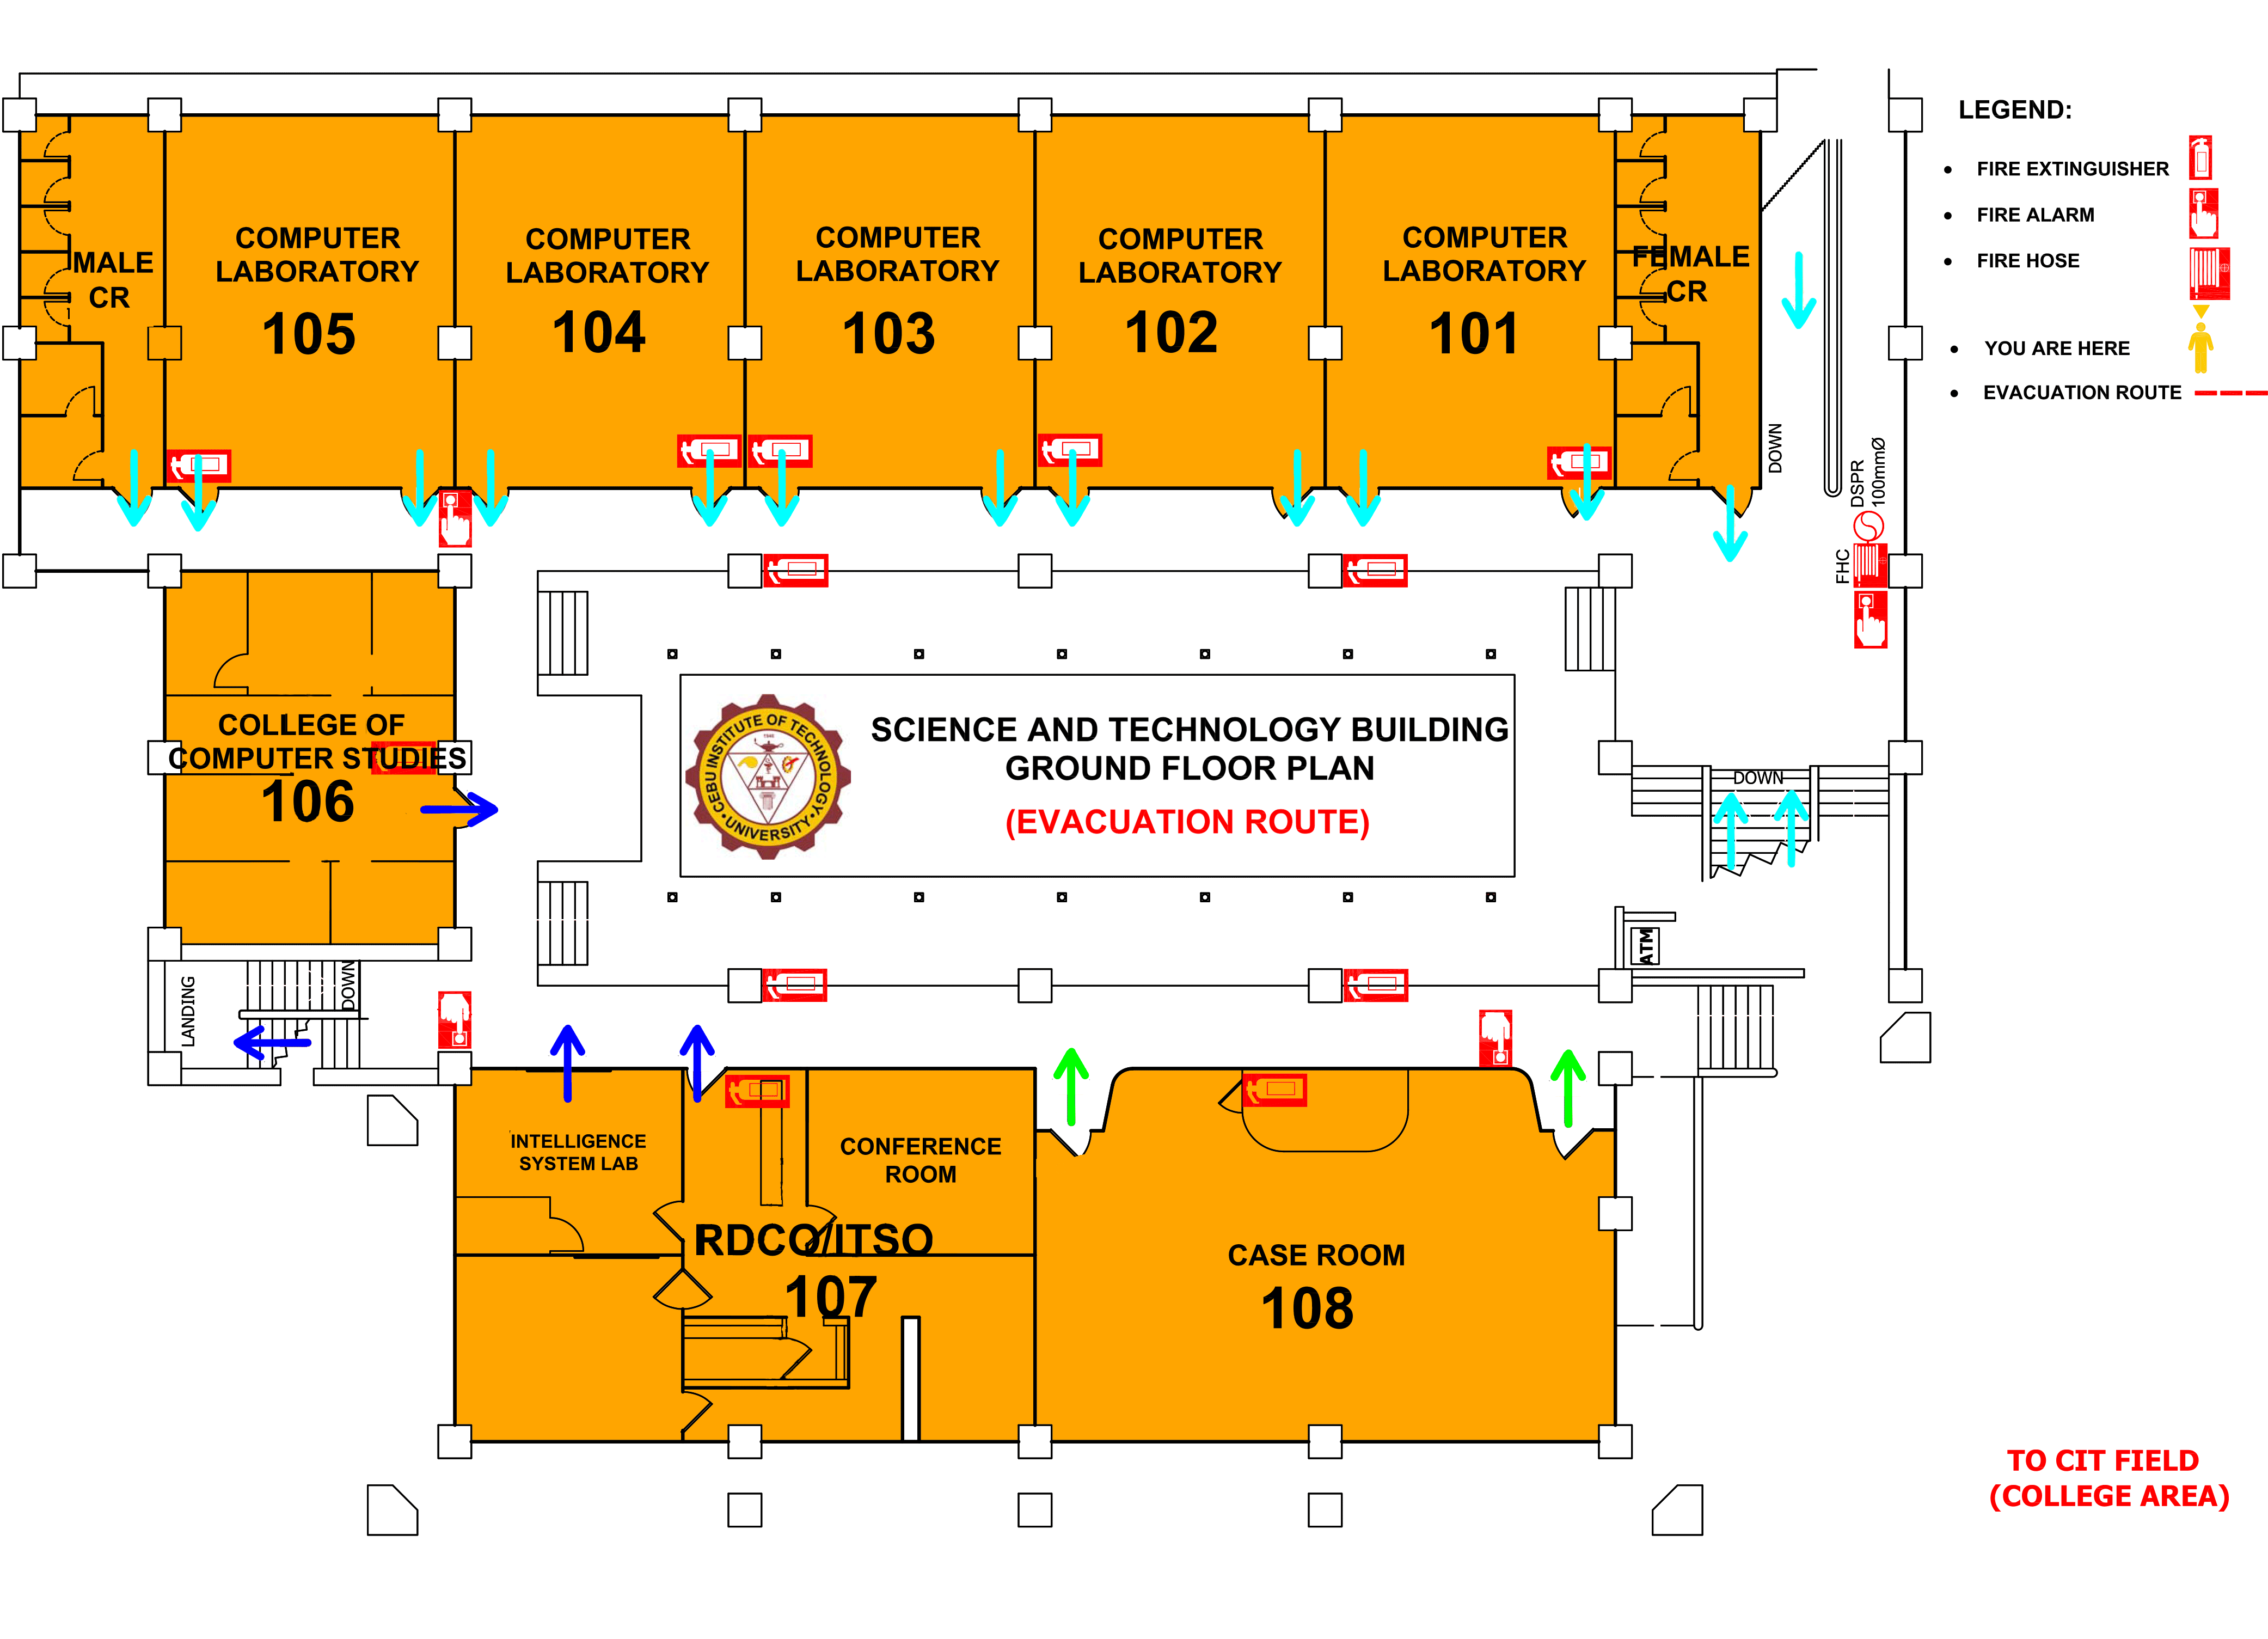 LEGEND:
FIRE EXTINGUISHER
FIRE ALARM
FIRE HOSE
YOU ARE HERE
EVACUATION ROUTE
MALE
CR
COMPUTER
LABORATORY
105
COMPUTER
LABORATORY
104
COMPUTER
LABORATORY
103
COMPUTER
LABORATORY
102
COMPUTER
LABORATORY
101
FEMALE
CR
DOWN
DSPR
100mmØ
FHC
COLLEGE OF
COMPUTER STUDIES
106
CEBU INSTITUTE OF TECHNOLOGY
• UNIVERSITY •
1946
SCIENCE AND TECHNOLOGY BUILDING
GROUND FLOOR PLAN
(EVACUATION ROUTE)
DOWN
ATM
LANDING
DOWN
INTELLIGENCE
SYSTEM LAB
CONFERENCE
ROOM
RDCO/ITSO
107
CASE ROOM
108
TO CIT FIELD
(COLLEGE AREA)